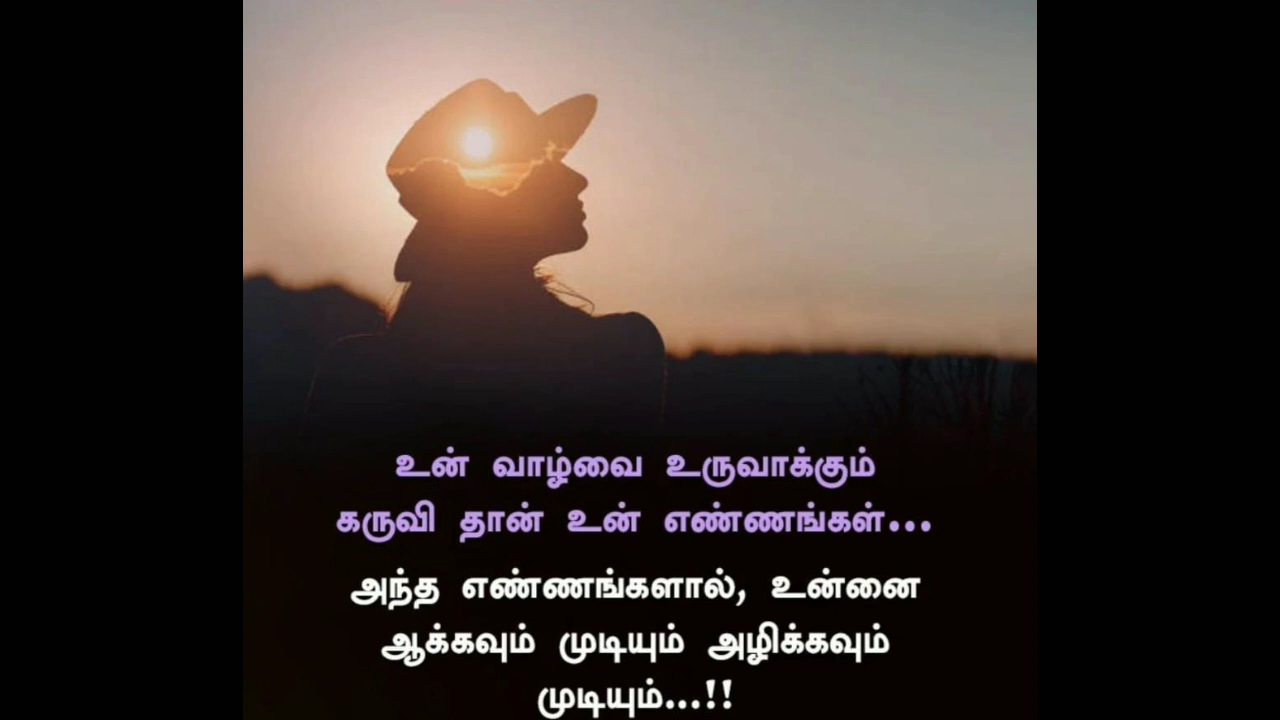 உன் வாழ்வை உருவாக்கும்
கருவி தான் உன் எண்ணங்கள்...
அந்த எண்ணங்களால், உன்னை
ஆக்கவும் முடியும் அழிக்கவும்
முடியும்...!!